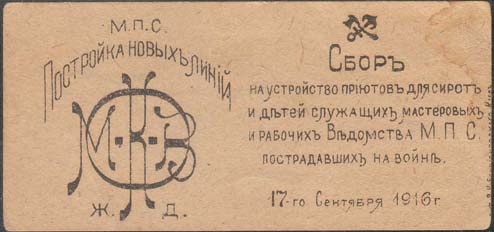 М.П.С.
ПОСТРОЙКА НОВЫХЪ ЛИНІЙ
М.К.В.
Ж. Д.
СБОРЪ
НА УСТРОЙСТВО ПРІЮТОВЪ ДЛЯ СИРОТЪ
И ДѢТЕЙ СЛУЖАЩИХЪ МАСТЕРОВЫХЪ
И РАБОЧИХЪ ВѢДОМСТВА М.П.С.
ПОСТРАДАВШИХЪ НА ВОЙНѢ.
17-го Сентября 1916 г